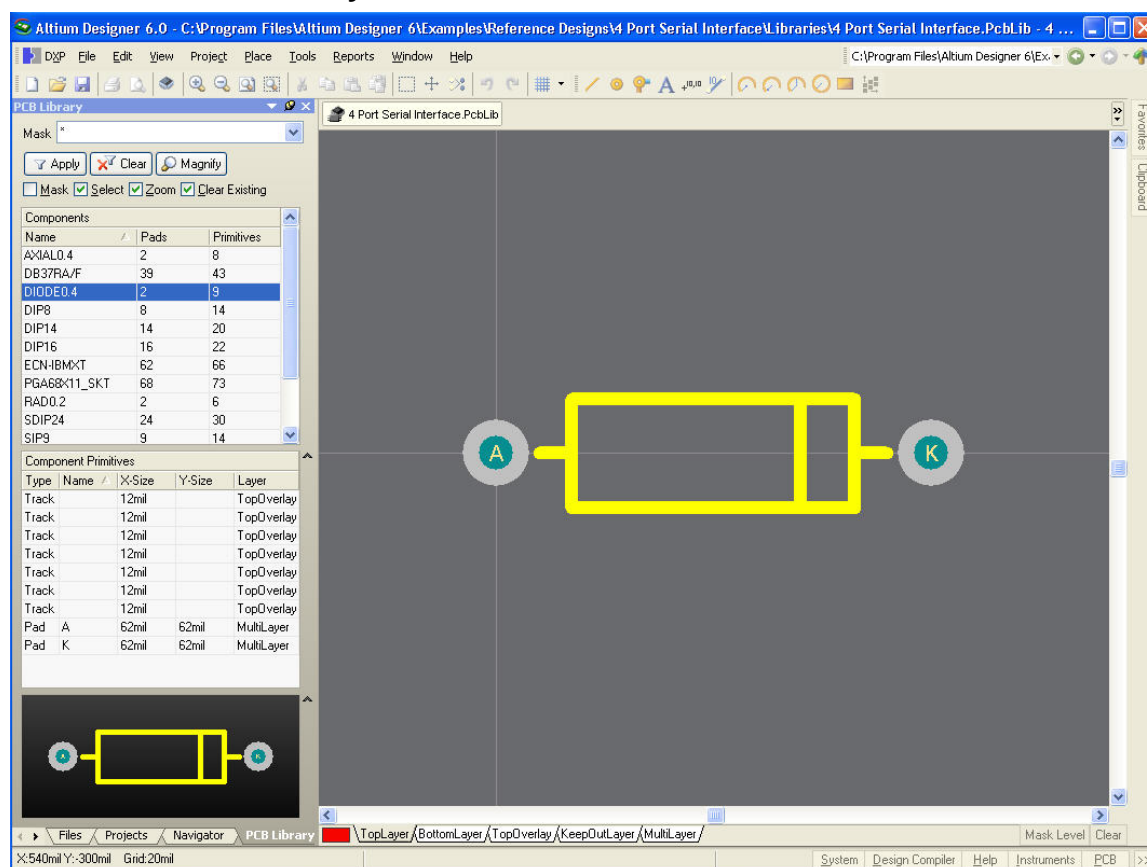 Altium Designer 6.0 - C:\Program Files\Altium Designer 6\Examples\Reference Designs\4 Port Serial Interface\Libraries\4 Port Serial Interface.PcbLib - 4 ...
DXP File Edit View Project Place Tools Reports Window Help C:\Program Files\Altium Designer 6\Ex
PCB Library
4 Port Serial Interface.PcbLib
Mask *
Apply Clear Magnify
Mask Select Zoom Clear Existing
Components
Name Pads Primitives
AXIAL0.4 2 8
DB37RA/F 39 43
DIODE0.4 2 9
DIP8 8 14
DIP14 14 20
DIP16 16 22
ECN-IBMXT 62 66
PGA68X11_SKT 68 73
RAD0.2 2 6
SDIP24 24 30
SIP9 9 14
Component Primitives
Type Name X-Size Y-Size Layer
Track 12mil TopOverlay
Track 12mil TopOverlay
Track 12mil TopOverlay
Track 12mil TopOverlay
Track 12mil TopOverlay
Track 12mil TopOverlay
Track 12mil TopOverlay
Pad A 62mil 62mil MultiLayer
Pad K 62mil 62mil MultiLayer
A K
Favorites
Clipboard
Files Projects Navigator PCB Library
TopLayer BottomLayer TopOverlay KeepOutLayer MultiLayer
Mask Level Clear
X:540mil Y:-300mil Grid:20mil
System Design Compiler Help Instruments PCB >>